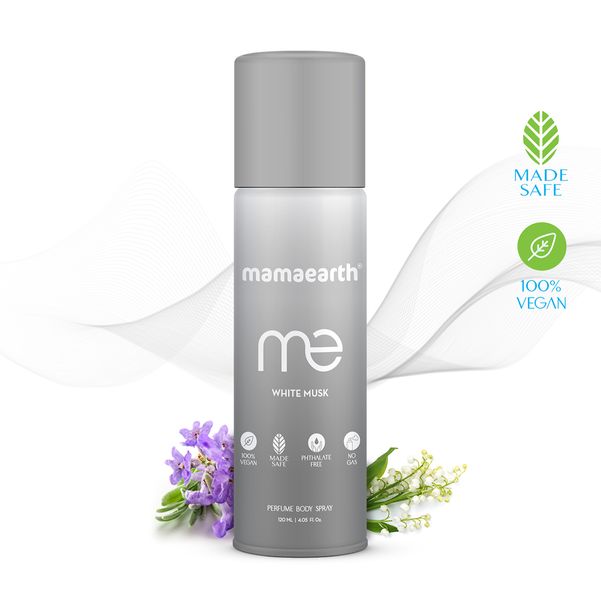 mamaearth®
me
WHITE MUSK
100%
VEGAN
MADE
SAFE
PHTHALATE
FREE
NO
GAS
PERFUME BODY SPRAY
120 ML | 4.05 Fl. Oz
MADE
SAFE
100%
VEGAN